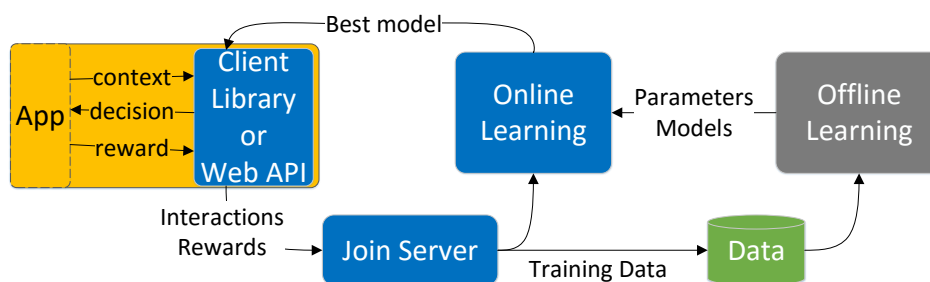 Best model
App
context
decision
reward
Client
Library
or
Web API
Online
Learning
Parameters
Models
Offline
Learning
Interactions
Rewards
Join Server
Training Data
Data